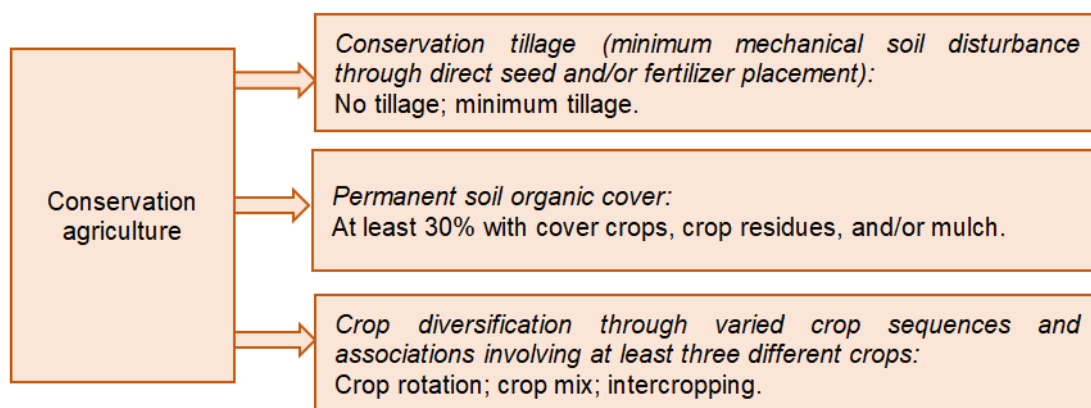 Conservation
agriculture
Conservation tillage (minimum mechanical soil disturbance
through direct seed and/or fertilizer placement):
No tillage; minimum tillage.
Permanent soil organic cover:
At least 30% with cover crops, crop residues, and/or mulch.
Crop diversification through varied crop sequences and
associations involving at least three different crops:
Crop rotation; crop mix; intercropping.